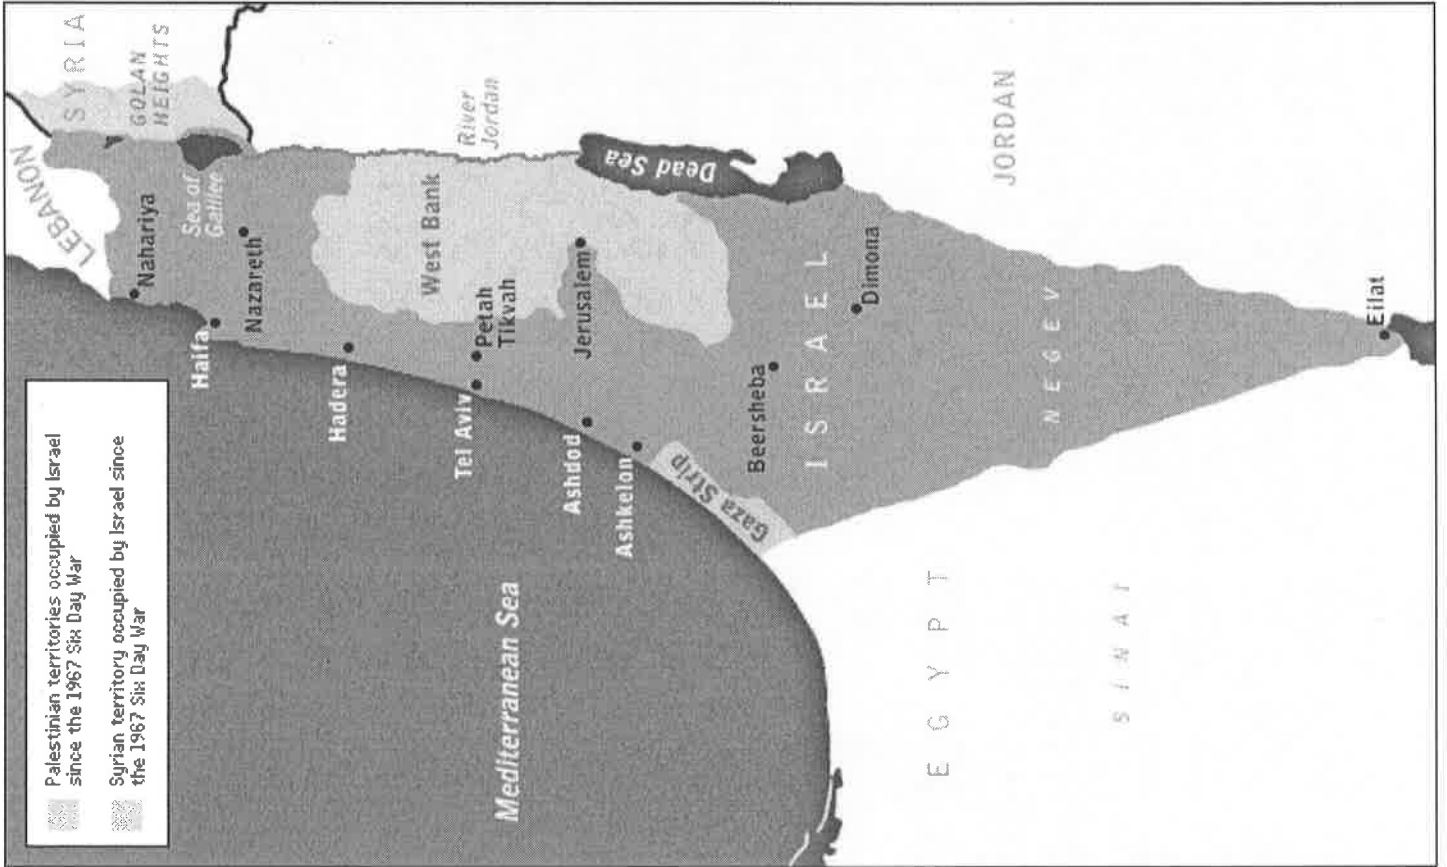 Palestinian territories occupied by Israel
since the 1967 Six Day War
Syrian territory occupied by Israel since
the 1967 Six Day War
LEBANON
SYRIA
GOLAN
HEIGHTS
Nahariya
Sea of
Galilee
Haifa
Nazareth
Hadera
West Bank
River
Jordan
Tel Aviv
Petah
Tikvah
Jerusalem
Ashdod
Ashkelon
Dead Sea
Gaza Strip
Mediterranean Sea
Beersheba
ISRAEL
Dimona
JORDAN
EGYPT
NEGEV
SINAI
Eilat